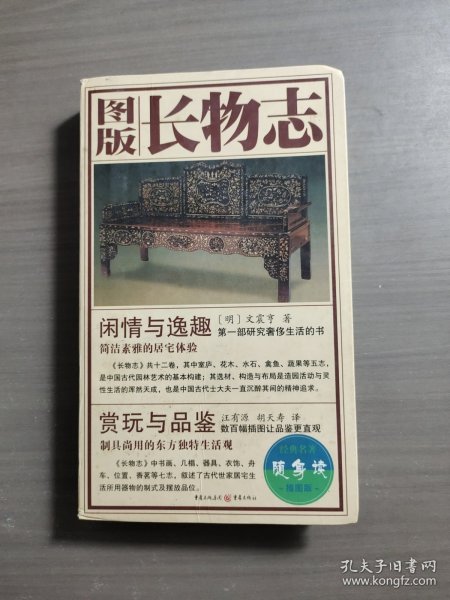 图版 长物志
闲情与逸趣
[明]文震亨 著
第一部研究奢侈生活的书
简洁素雅的居宅体验
《长物志》共十二卷，其中室庐、花木、水石、禽鱼、蔬果等五志，
是中国古代园林艺术的基本构建；其选材、构造与布局是造园活动与灵
性生活的浑然天成，也是中国古代士大夫一直沉醉其间的精神追求。
赏玩与品鉴
汪有源 胡天寿 译
数百幅插图让品鉴更直观
制具尚用的东方独特生活观
《长物志》中书画、几榻、器具、衣饰、舟
车、位置、香茗等七志，叙述了古代世家居宅生
活所用器物的制式及摆放品位。
经典名著
随身读
插图版
重庆出版集团 重庆出版社
孔夫子旧书网
www.kongfz.com